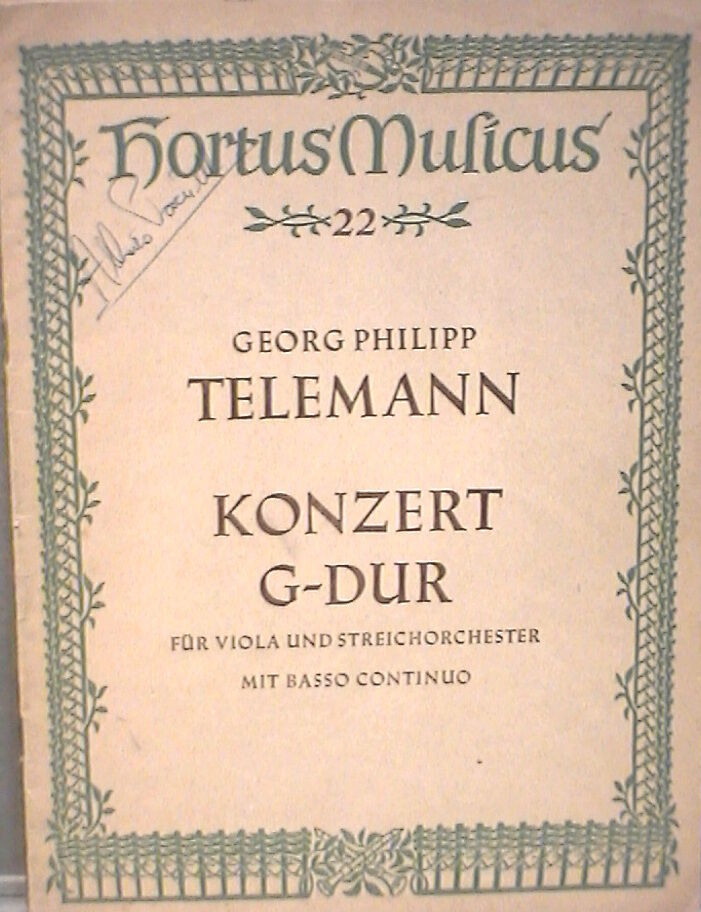 Hortus Muſicus
22
GEORG PHILIPP
TELEMANN
KONZERT
G-DUR
FÜR VIOLA UND STREICHORCHESTER
MIT BASSO CONTINUO